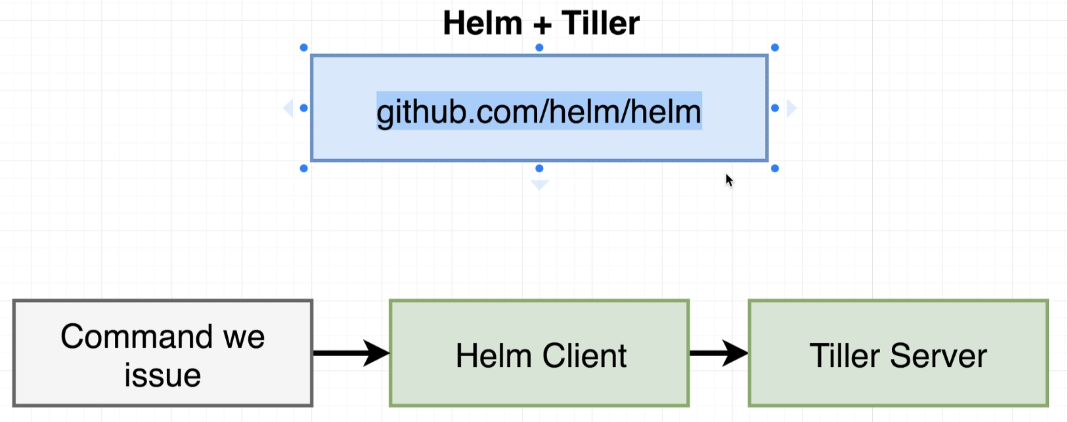 Helm + Tiller
github.com/helm/helm
Command we
issue
Helm Client
Tiller Server